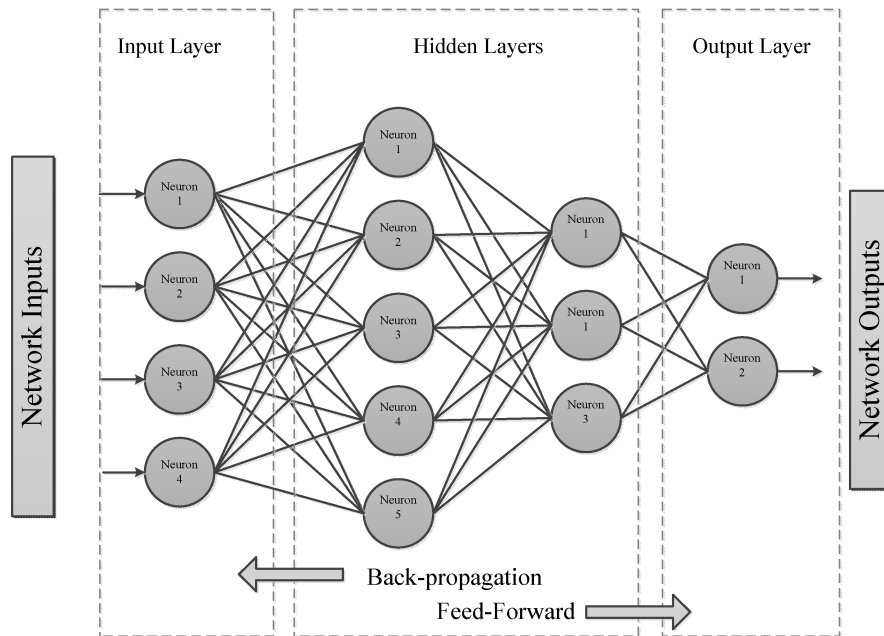 Input Layer
Hidden Layers
Output Layer
Network Inputs
Neuron
1
Neuron
2
Neuron
3
Neuron
4
Neuron
1
Neuron
2
Neuron
3
Neuron
4
Neuron
5
Neuron
1
Neuron
1
Neuron
3
Neuron
1
Neuron
2
Network Outputs
Back-propagation
Feed-Forward